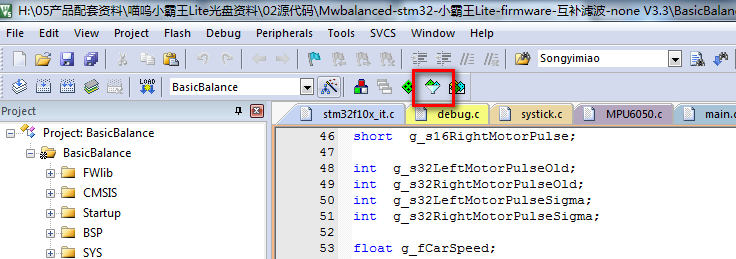 H:\05产品配套资料\喵呜小霸王Lite光盘资料\02源代码\Mwbalanced-stm32-小霸王Lite-firmware-互补滤波-none V3.3\BasicBalanc
File Edit View Project Flash Debug Peripherals Tools SVCS Window Help
Songyimiao
LOAD BasicBalance
Project
stm32f10x_it.c debug.c systick.c MPU6050.c main.c
Project: BasicBalance
BasicBalance
FWlib
CMSIS
Startup
BSP
SYS
46 short g_s16RightMotorPulse;
47
48 int g_s32LeftMotorPulseOld;
49 int g_s32RightMotorPulseOld;
50 int g_s32LeftMotorPulseSigma;
51 int g_s32RightMotorPulseSigma;
52
53 float g_fCarSpeed;